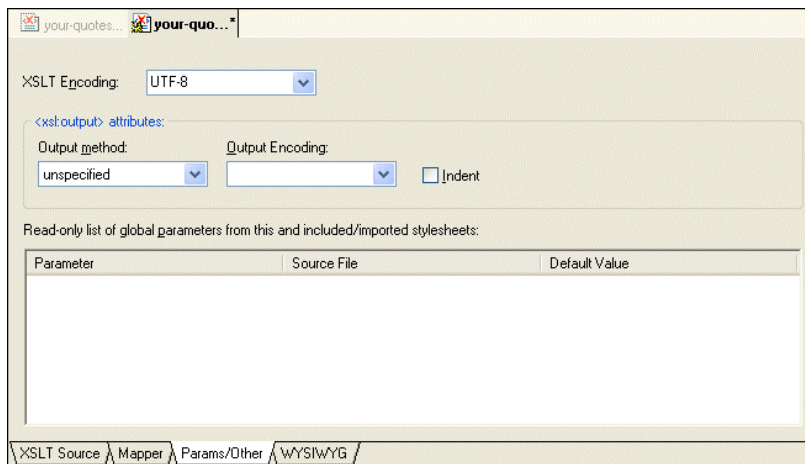 your-quotes... your-quo...*
XSLT Encoding: UTF-8
<xsl:output> attributes:
Output method: Output Encoding:
unspecified Indent
Read-only list of global parameters from this and included/imported stylesheets:
Parameter Source File Default Value
XSLT Source Mapper Params/Other WYSIWYG